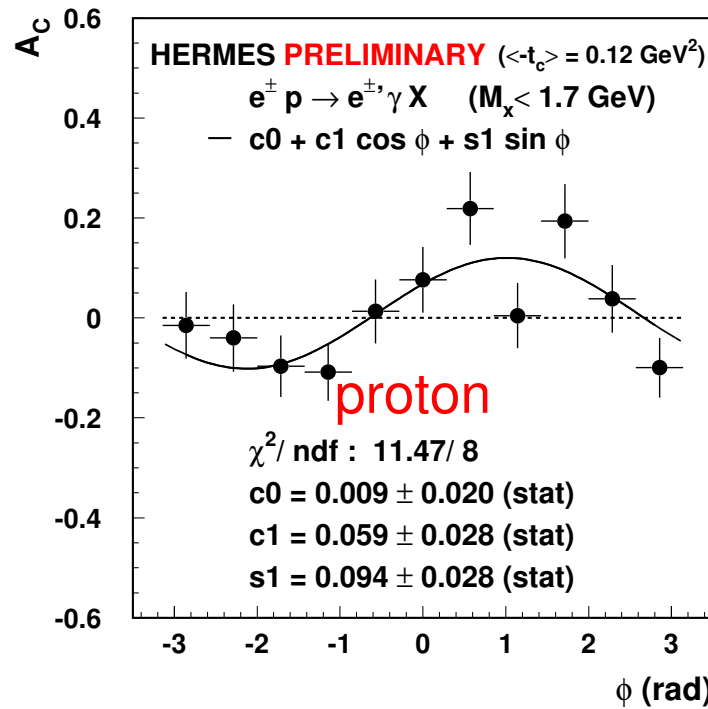 A_C
0.6
0.4
0.2
0
-0.2
-0.4
-0.6
HERMES PRELIMINARY (<-t_c> = 0.12 GeV²)
e± p → e±’ γ X (M_x< 1.7 GeV)
c0 + c1 cos ϕ + s1 sin ϕ
proton
χ²/ ndf : 11.47/ 8
c0 = 0.009 ± 0.020 (stat)
c1 = 0.059 ± 0.028 (stat)
s1 = 0.094 ± 0.028 (stat)
-3 -2 -1 0 1 2 3
ϕ (rad)